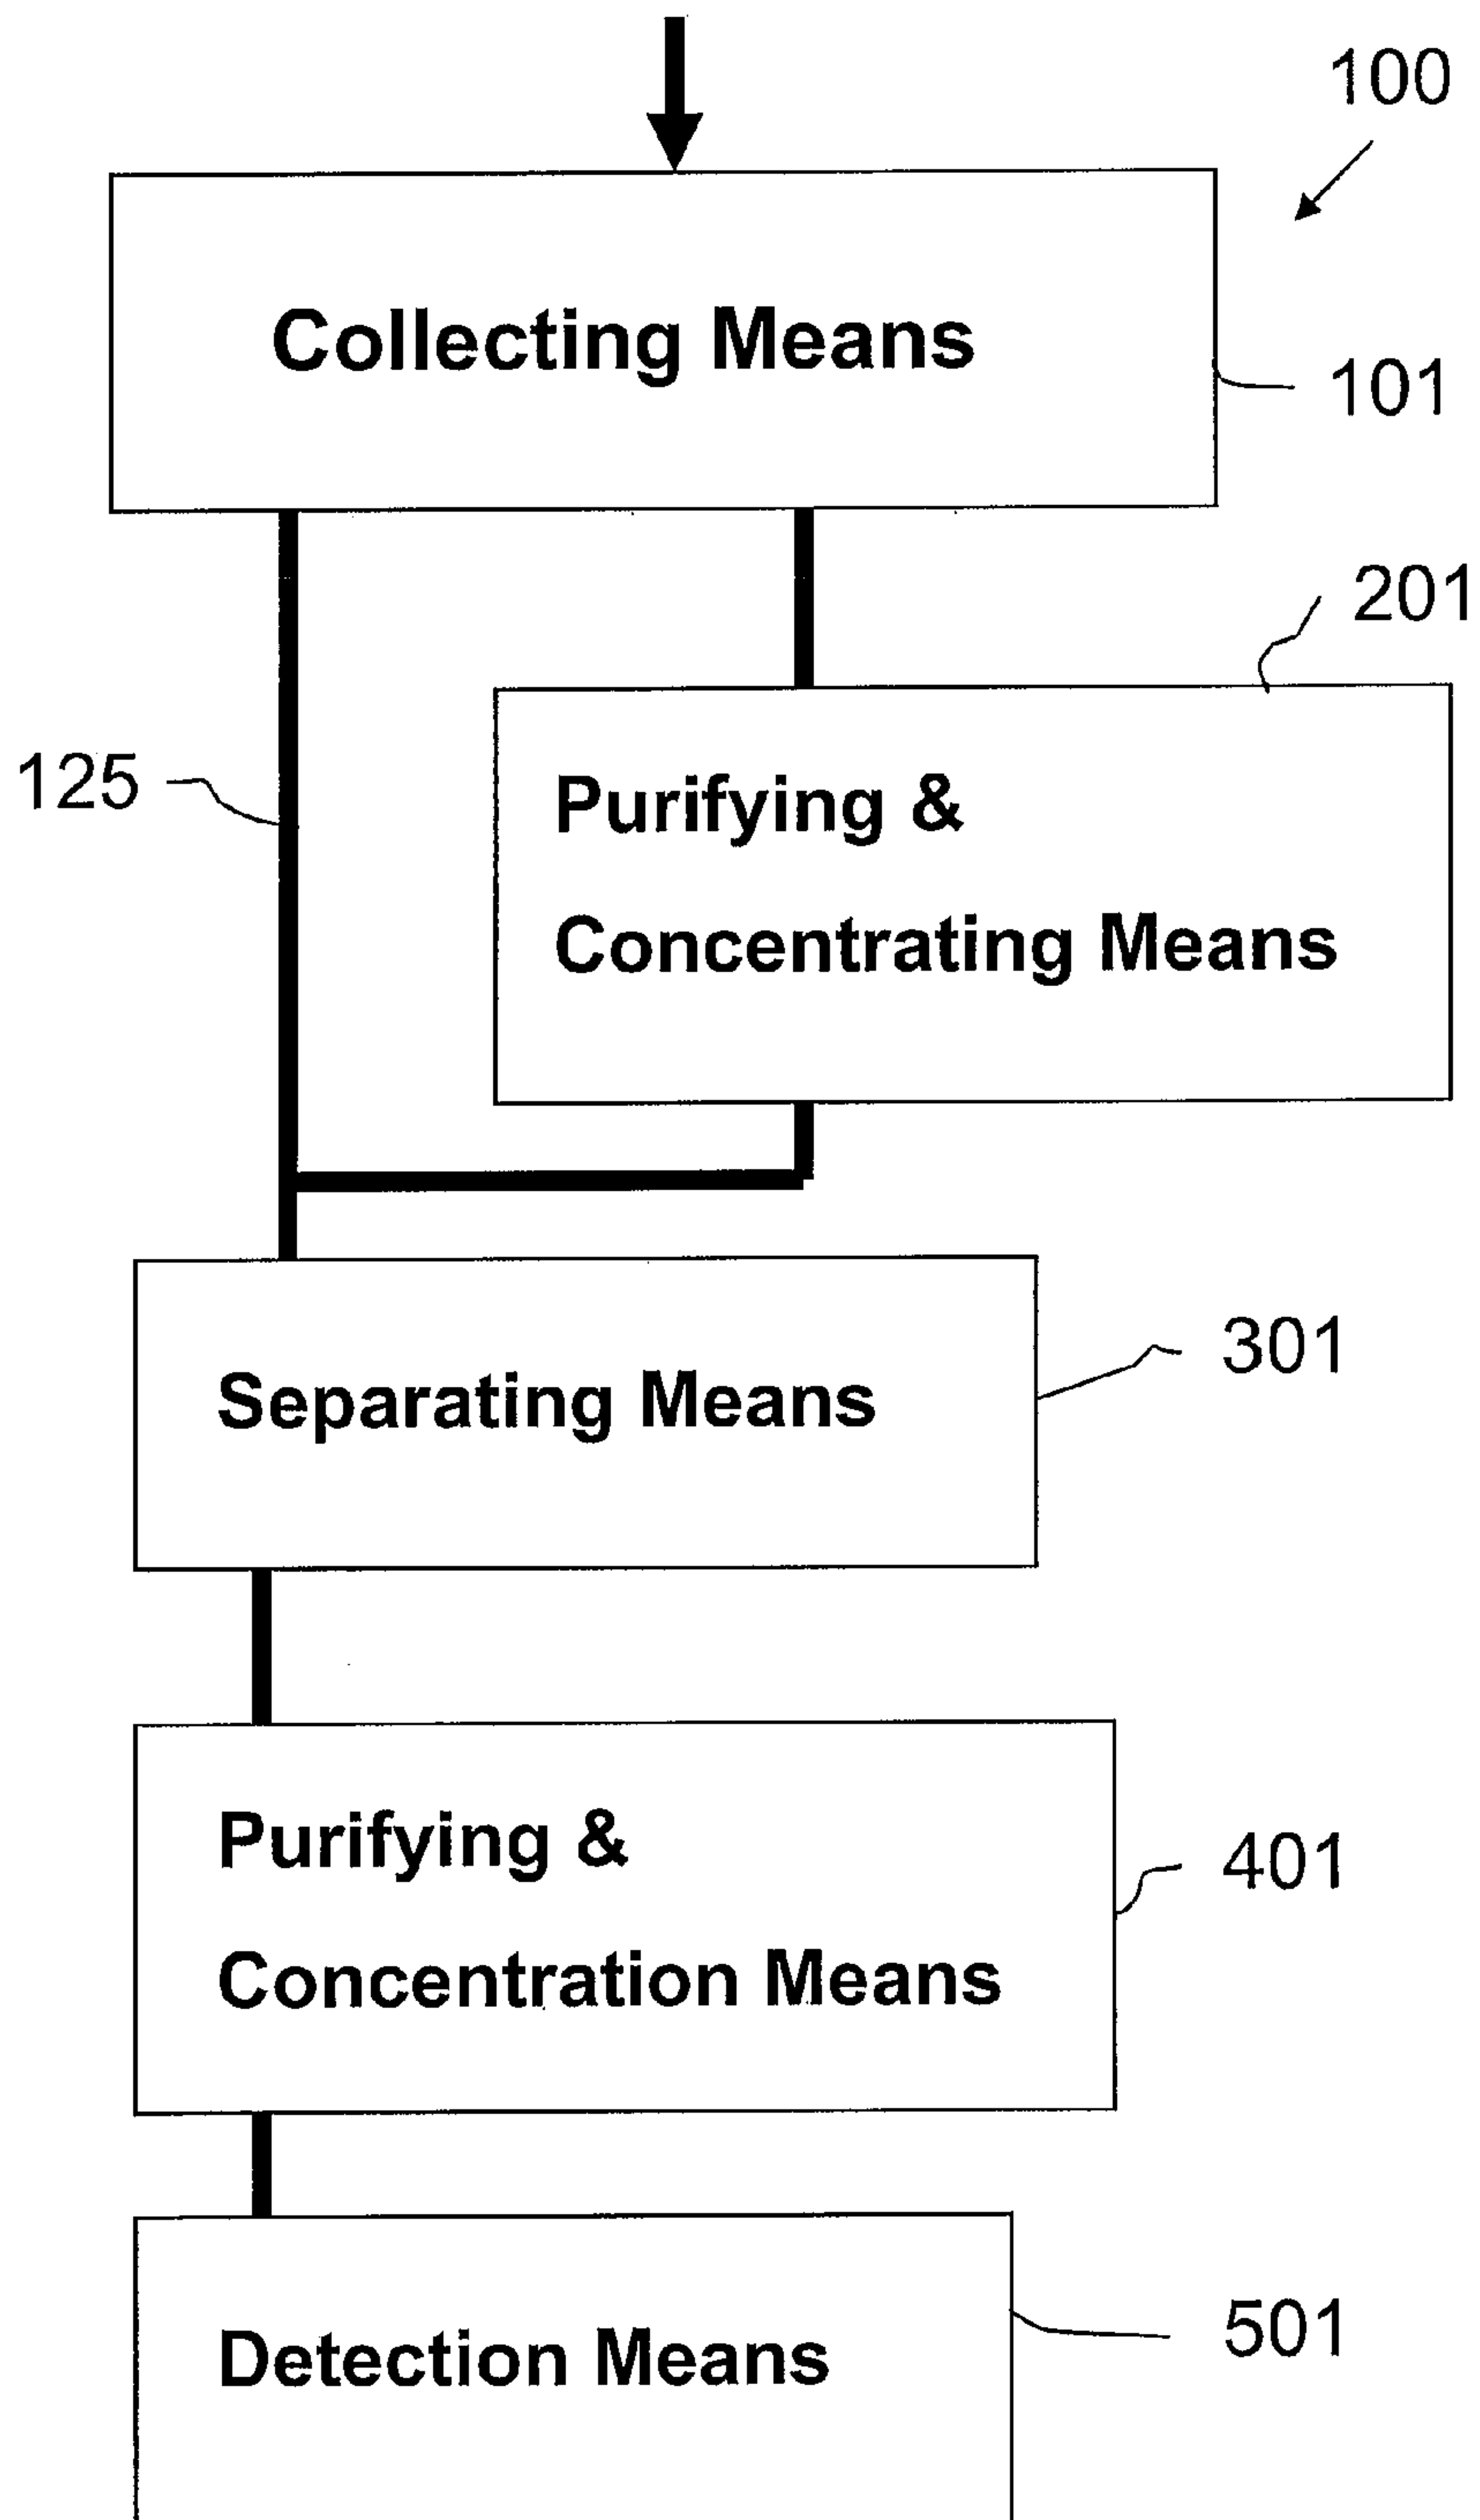 100
Collecting Means
101
201
125
Purifying &
Concentrating Means
301
Separating Means
Purifying &
401
Concentration Means
501
Detection Means